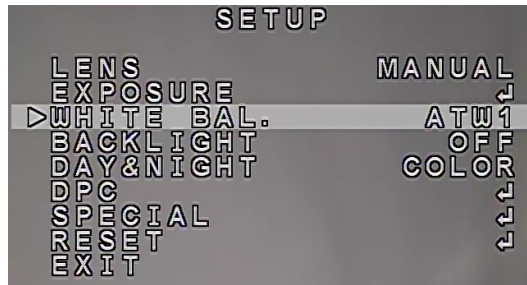 SETUP
LENS MANUAL
EXPOSURE ↲
▷WHITE BAL. ATW1
BACKLIGHT OFF
DAY&NIGHT COLOR
DPC ↲
SPECIAL ↲
RESET ↲
EXIT